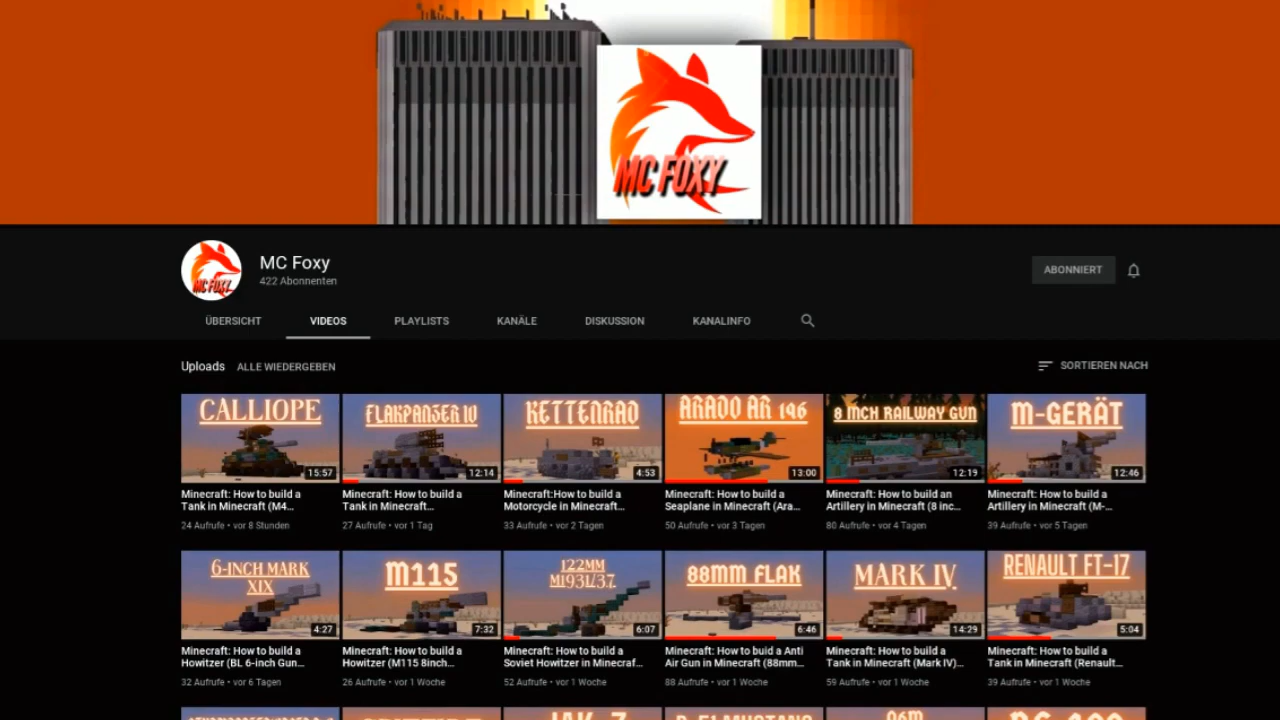 MC FOXY
MC FOXY
MC Foxy
422 Abonnenten
ABONNIERT
ÜBERSICHT
VIDEOS
PLAYLISTS
KANÄLE
DISKUSSION
KANALINFO
Uploads
ALLE WIEDERGEBEN
SORTIEREN NACH
CALLIOPE
15:57
Minecraft: How to build a
Tank in Minecraft (M4...
24 Aufrufe • vor 8 Stunden
FLAKPANZER IV
12:14
Minecraft: How to build a
Tank in Minecraft...
27 Aufrufe • vor 1 Tag
KETTENRAD
4:53
Minecraft:How to build a
Motorcycle in Minecraft...
33 Aufrufe • vor 2 Tagen
ARADO AR 196
13:00
Minecraft: How to build a
Seaplane in Minecraft (Ara...
50 Aufrufe • vor 3 Tagen
8 INCH RAILWAY GUN
12:19
Minecraft: How to build an
Artillery in Minecraft (8 inc...
80 Aufrufe • vor 4 Tagen
M-GERÄT
12:46
Minecraft: How to build a
Artillery in Minecraft (M-...
39 Aufrufe • vor 5 Tagen
6-INCH MARK
XIX
4:27
Minecraft: How to build a
Howitzer (BL 6-inch Gun...
32 Aufrufe • vor 6 Tagen
M115
7:32
Minecraft: How to build a
Howitzer (M115 8inch...
26 Aufrufe • vor 1 Woche
122MM
M1931/37
6:07
Minecraft: How to build a
Soviet Howitzer in Minecraf...
52 Aufrufe • vor 1 Woche
88MM FLAK
6:46
Minecraft: How to buid a Anti
Air Gun in Minecraft (88mm...
88 Aufrufe • vor 1 Woche
MARK IV
14:29
Minecraft: How to build a
Tank in Minecraft (Mark IV)...
59 Aufrufe • vor 1 Woche
RENAULT FT-17
5:04
Minecraft: How to build a
Tank in Minecraft (Renault...
39 Aufrufe • vor 1 Woche